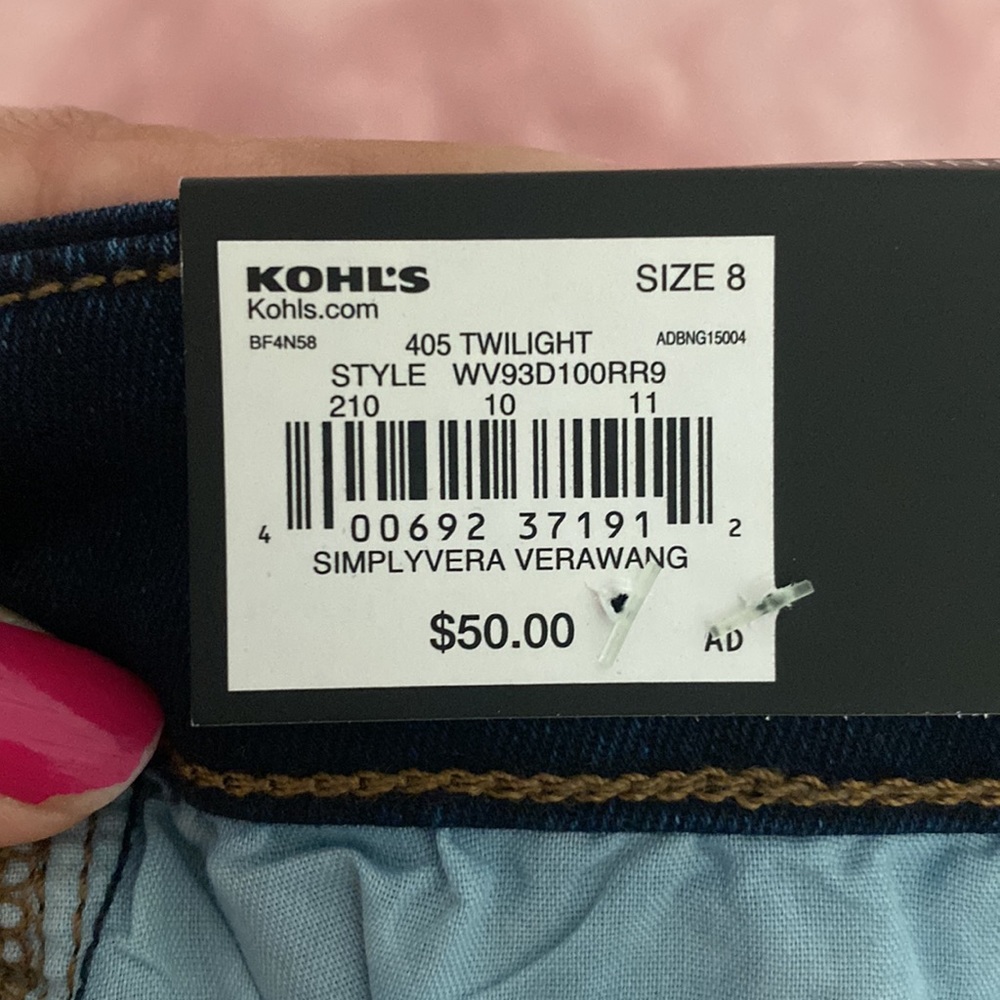 KOHL'S
SIZE 8
Kohls.com
BF4N58 405 TWILIGHT ADBNG15004
STYLE WV93D100RR9
210 10 11
4 00692 37191 2
SIMPLYVERA VERAWANG
$50.00
AD